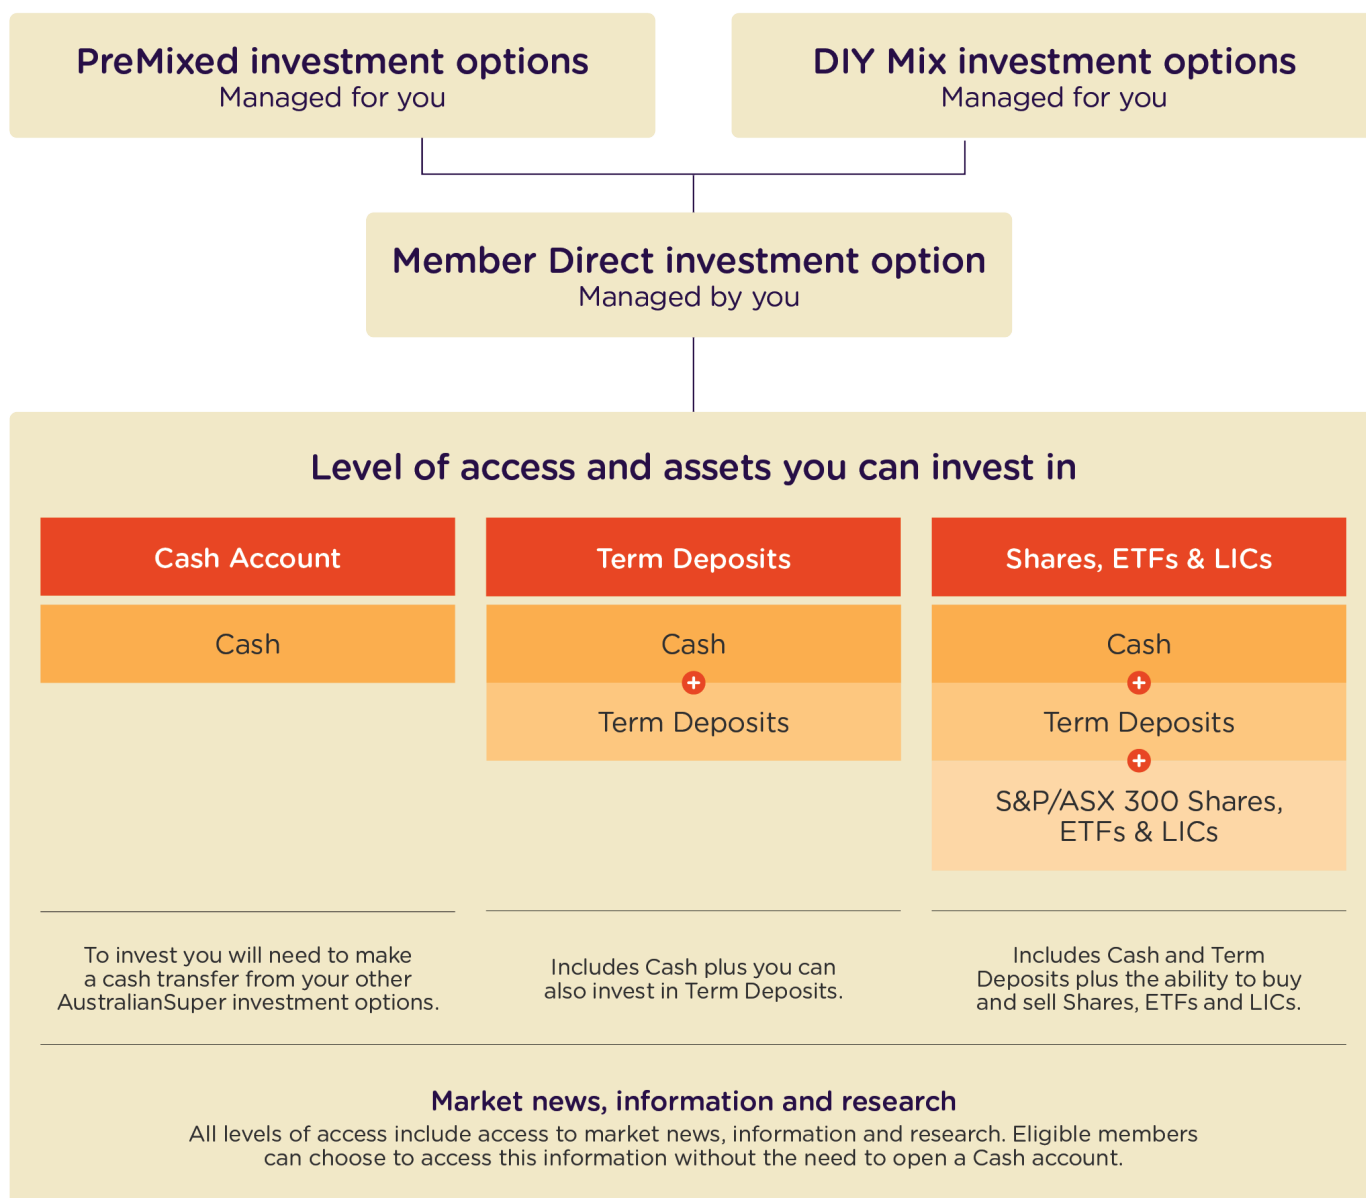 PreMixed investment options
Managed for you
DIY Mix investment options
Managed for you
Member Direct investment option
Managed by you
Level of access and assets you can invest in
Cash Account
Cash
Term Deposits
Cash
+
Term Deposits
Shares, ETFs & LICs
Cash
+
Term Deposits
+
S&P/ASX 300 Shares,
ETFs & LICs
To invest you will need to make
a cash transfer from your other
AustralianSuper investment options.
Includes Cash plus you can
also invest in Term Deposits.
Includes Cash and Term
Deposits plus the ability to buy
and sell Shares, ETFs and LICs.
Market news, information and research
All levels of access include access to market news, information and research. Eligible members
can choose to access this information without the need to open a Cash account.